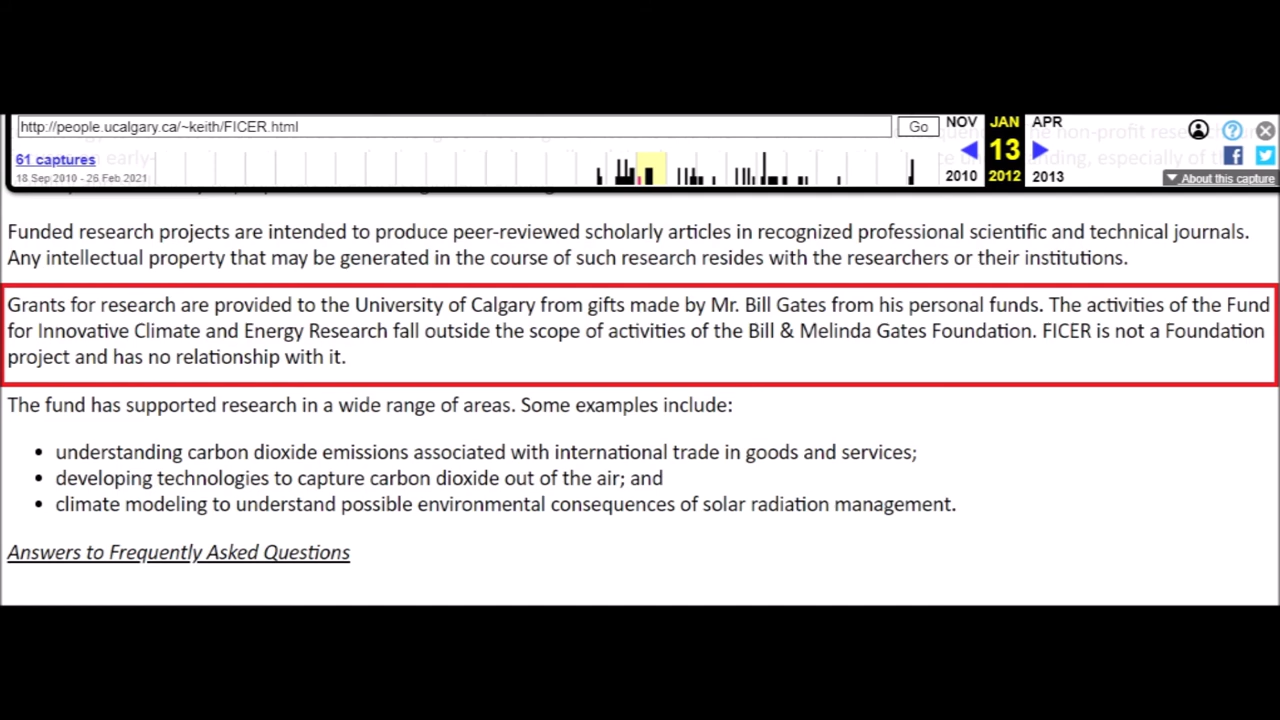 http://people.ucalgary.ca/~keith/FICER.html
Go
NOV JAN APR
61 captures
13
18 Sep 2010 - 26 Feb 2021
2010 2012 2013
About this capture
Funded research projects are intended to produce peer-reviewed scholarly articles in recognized professional scientific and technical journals.
Any intellectual property that may be generated in the course of such research resides with the researchers or their institutions.
Grants for research are provided to the University of Calgary from gifts made by Mr. Bill Gates from his personal funds. The activities of the Fund
for Innovative Climate and Energy Research fall outside the scope of activities of the Bill & Melinda Gates Foundation. FICER is not a Foundation
project and has no relationship with it.
The fund has supported research in a wide range of areas. Some examples include:
• understanding carbon dioxide emissions associated with international trade in goods and services;
• developing technologies to capture carbon dioxide out of the air; and
• climate modeling to understand possible environmental consequences of solar radiation management.
Answers to Frequently Asked Questions